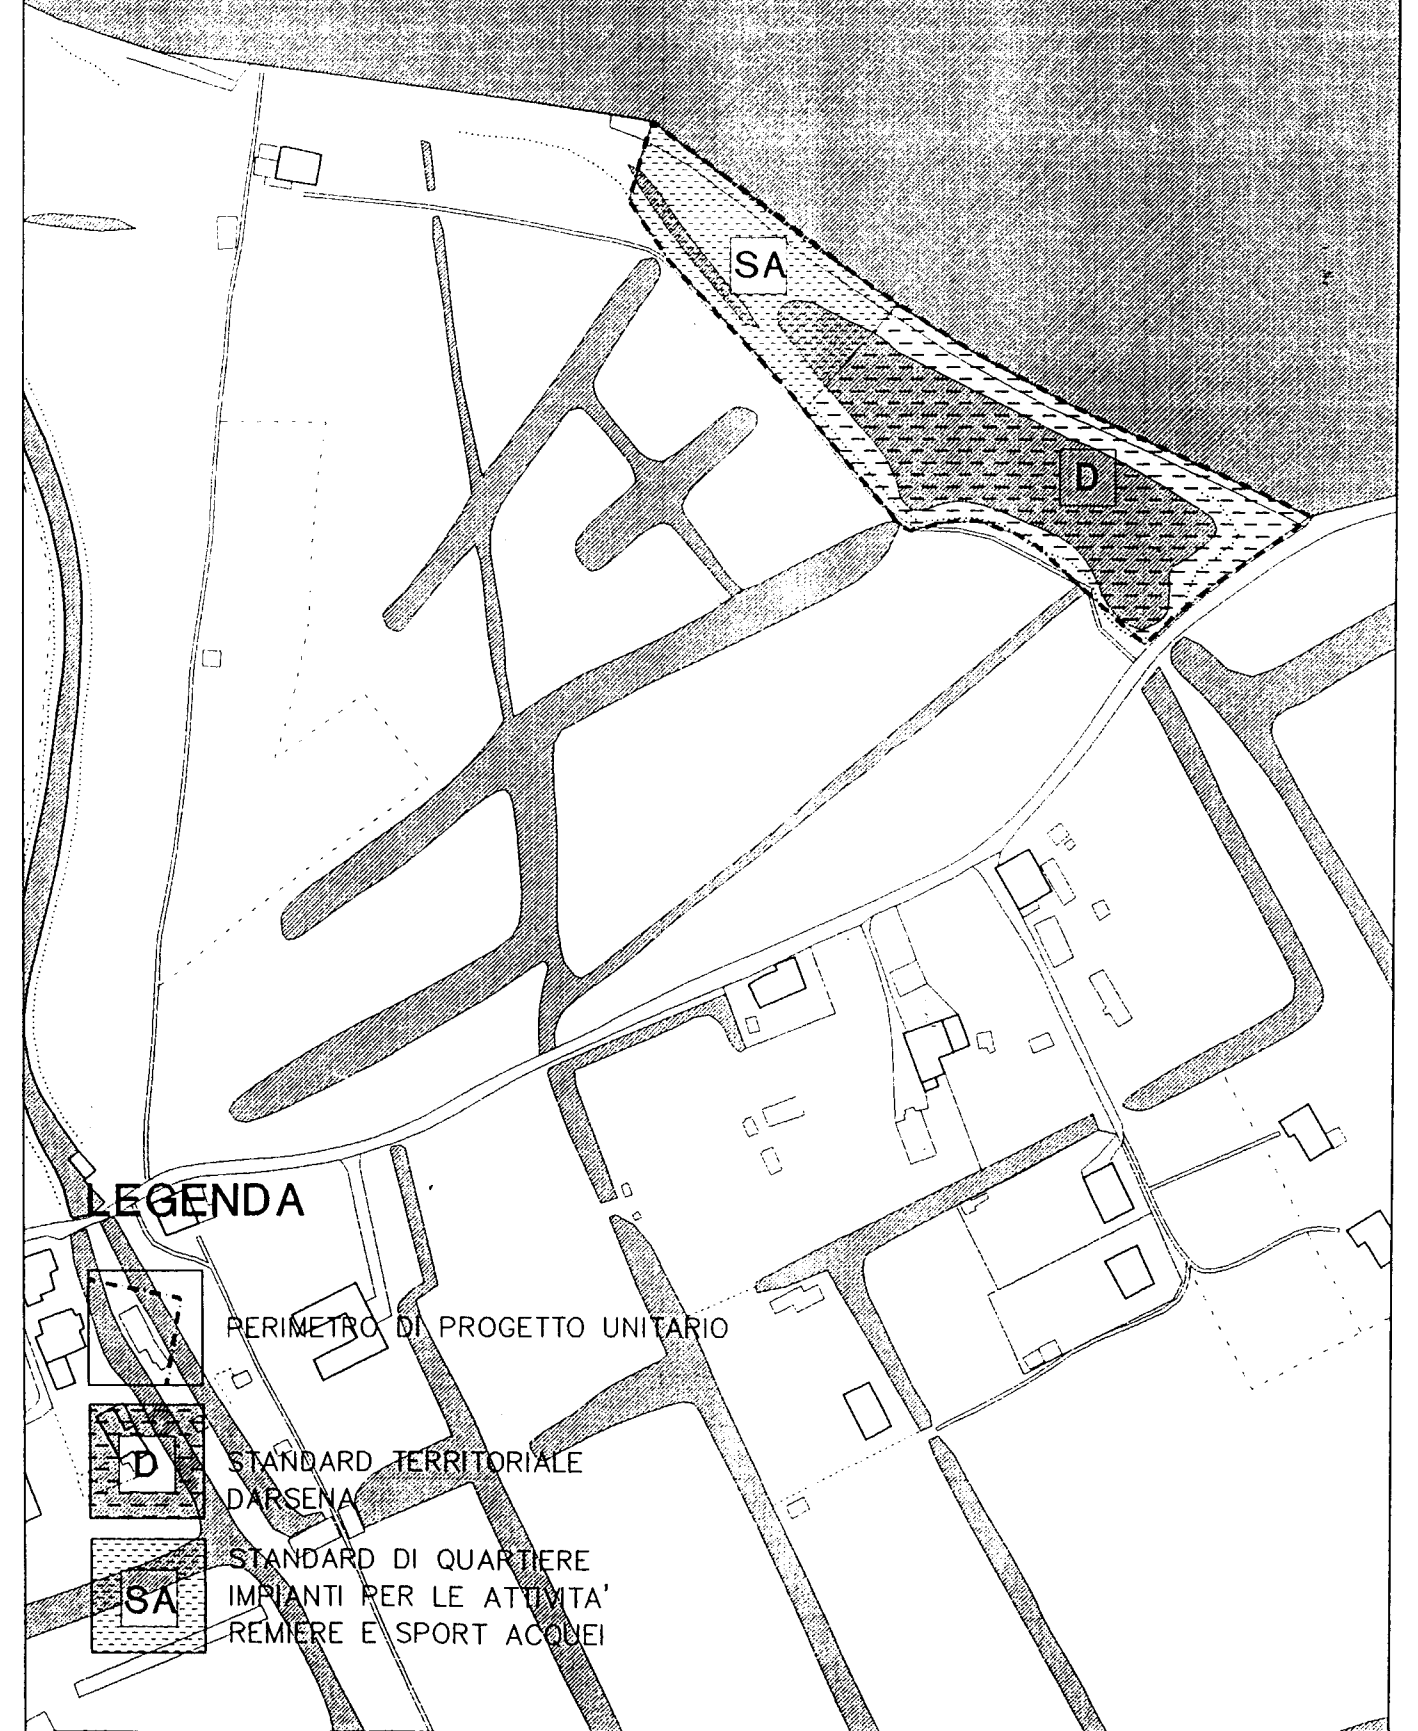 SA
D
LEGENDA
PERIMETRO DI PROGETTO UNITARIO
D
STANDARD TERRITORIALE
DARSENA
SA
STANDARD DI QUARTIERE
IMPIANTI PER LE ATTIVITA'
REMIERE E SPORT ACQUEI